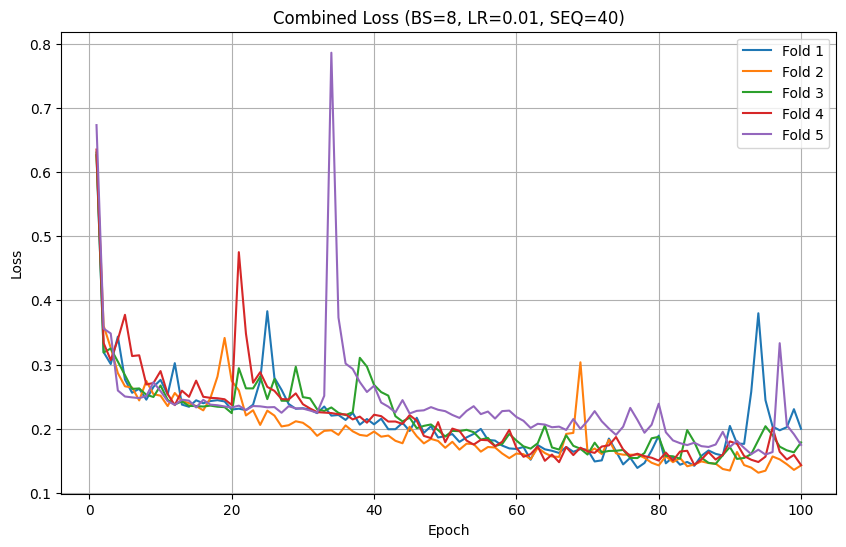 Combined Loss (BS=8, LR=0.01, SEQ=40)
Loss
0.8
0.7
0.6
0.5
0.4
0.3
0.2
0.1
0 20 40 60 80 100
Epoch
Fold 1
Fold 2
Fold 3
Fold 4
Fold 5